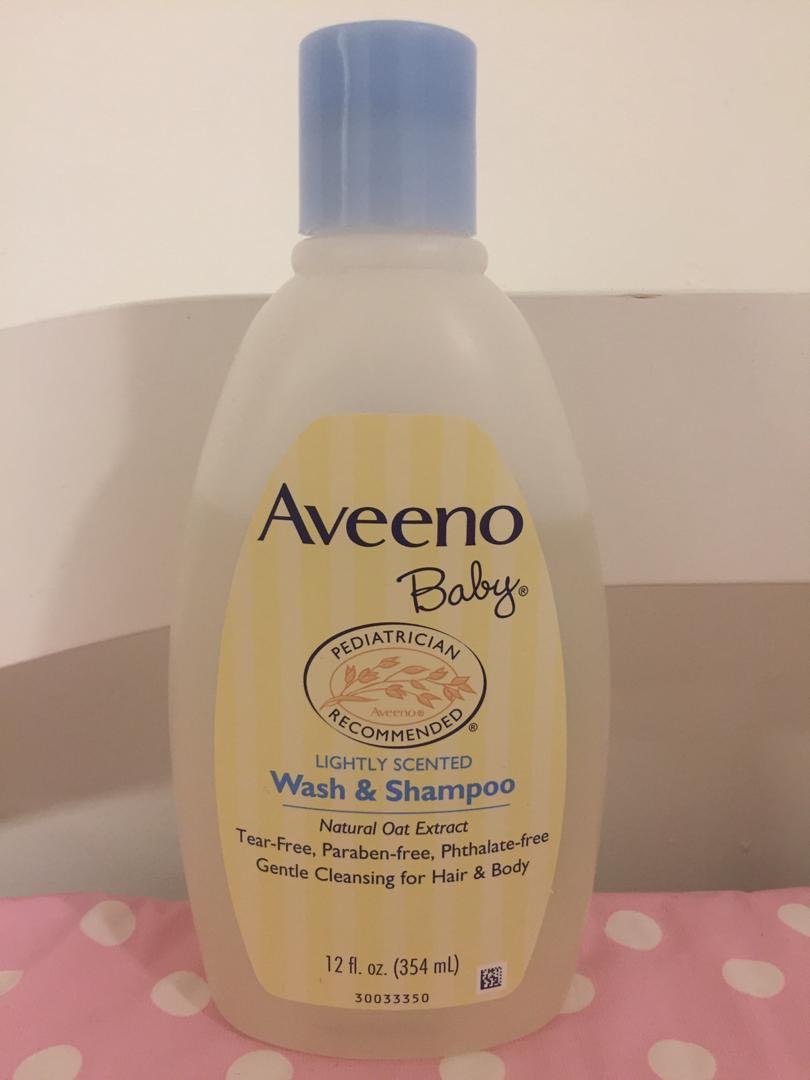 Aveeno
Baby®
PEDIATRICIAN
Aveeno®
RECOMMENDED®
LIGHTLY SCENTED
Wash & Shampoo
Natural Oat Extract
Tear-Free, Paraben-free, Phthalate-free
Gentle Cleansing for Hair & Body
12 fl. oz. (354 mL)
30033350